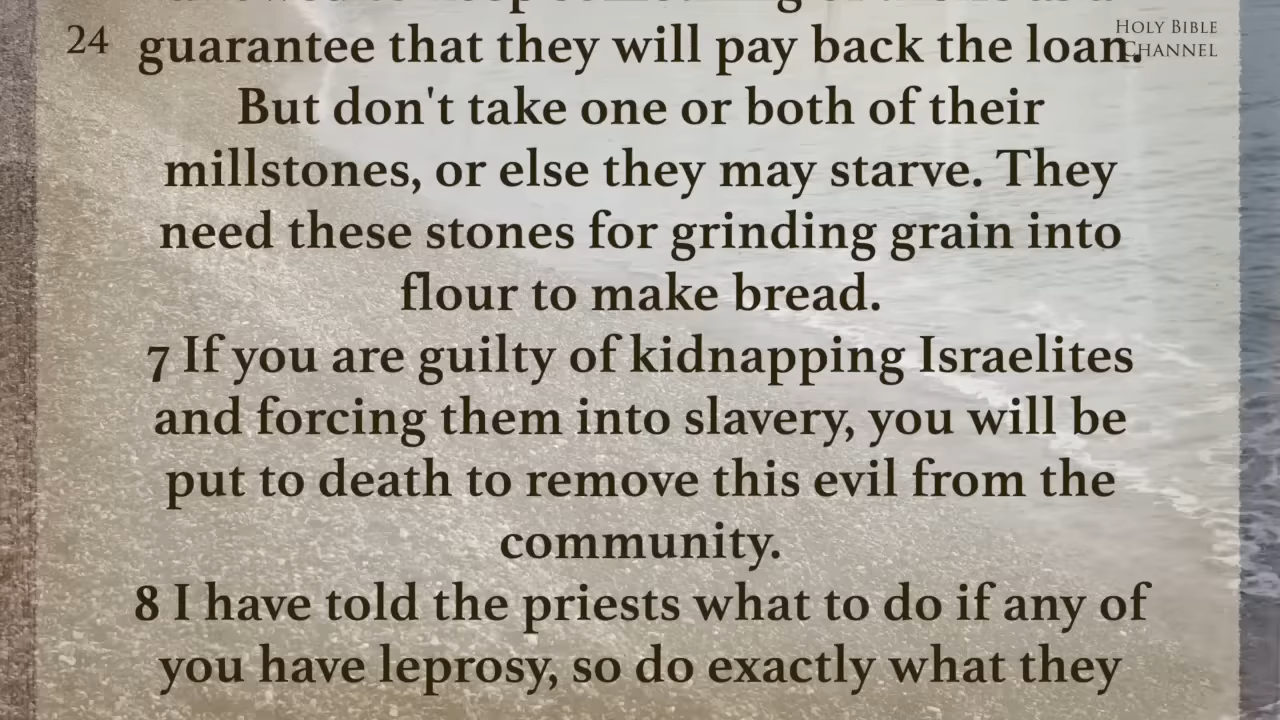 24
HOLY BIBLE
CHANNEL
guarantee that they will pay back the loan.
But don't take one or both of their
millstones, or else they may starve. They
need these stones for grinding grain into
flour to make bread.
7 If you are guilty of kidnapping Israelites
and forcing them into slavery, you will be
put to death to remove this evil from the
community.
8 I have told the priests what to do if any of
you have leprosy, so do exactly what they